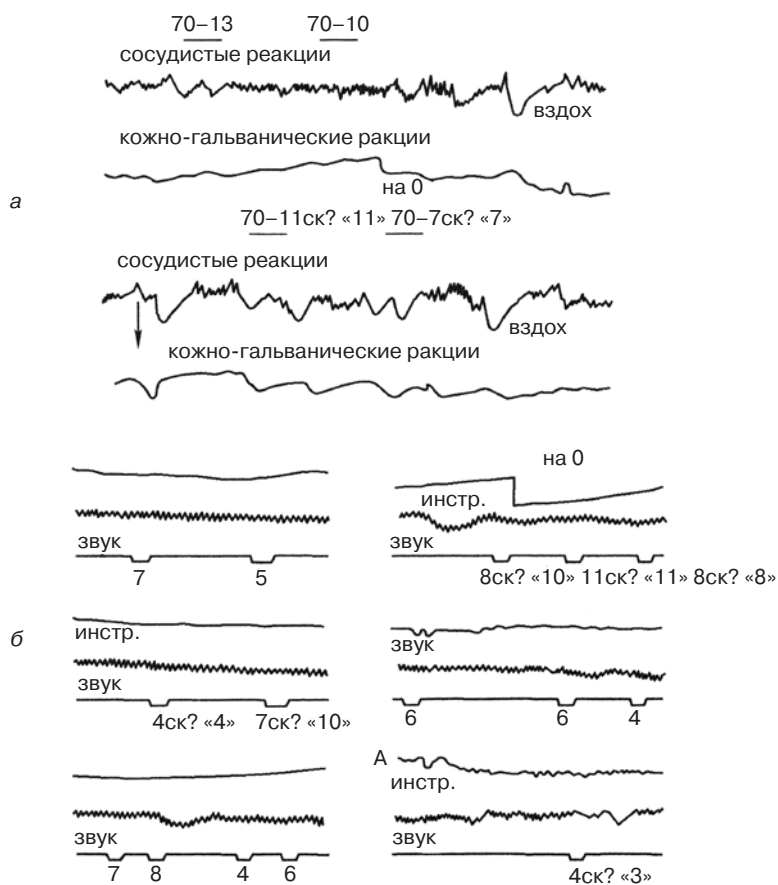 70–13 70–10
сосудистые реакции
вздох
кожно-гальванические ракции
на 0
а
70–11ск? «11» 70–7ск? «7»
сосудистые реакции
вздох
кожно-гальванические ракции
на 0
инстр.
звук звук
7 5 8ск? «10» 11ск? «11» 8ск? «8»
б
инстр. звук
звук
4ск? «4» 7ск? «10» 6 6 4
А
инстр.
звук звук
7 8 4 6 4ск? «3»